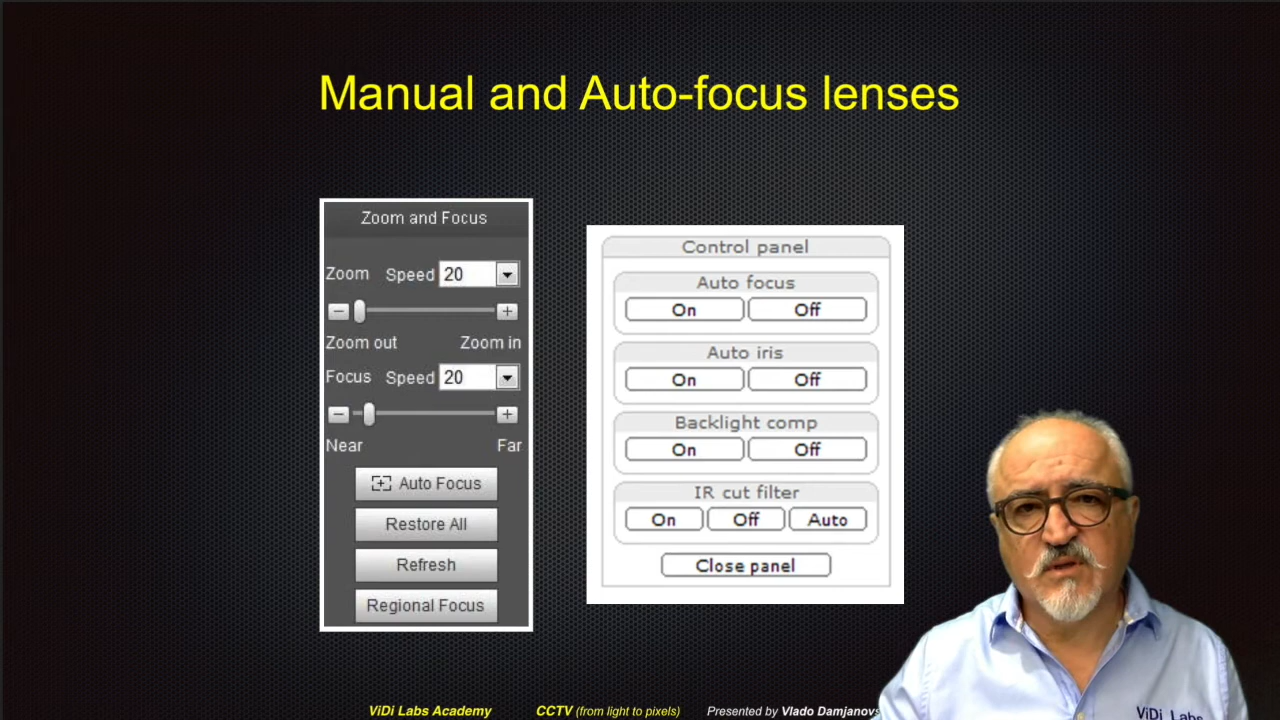 Manual and Auto-focus lenses
Zoom and Focus
Zoom Speed 20
Zoom out Zoom in
Focus Speed 20
Near Far
Auto Focus
Restore All
Refresh
Regional Focus
Control panel
Auto focus
On Off
Auto iris
On Off
Backlight comp
On Off
IR cut filter
On Off Auto
Close panel
ViDi Labs
ViDi Labs Academy CCTV (from light to pixels) Presented by Vlado Damjanovs